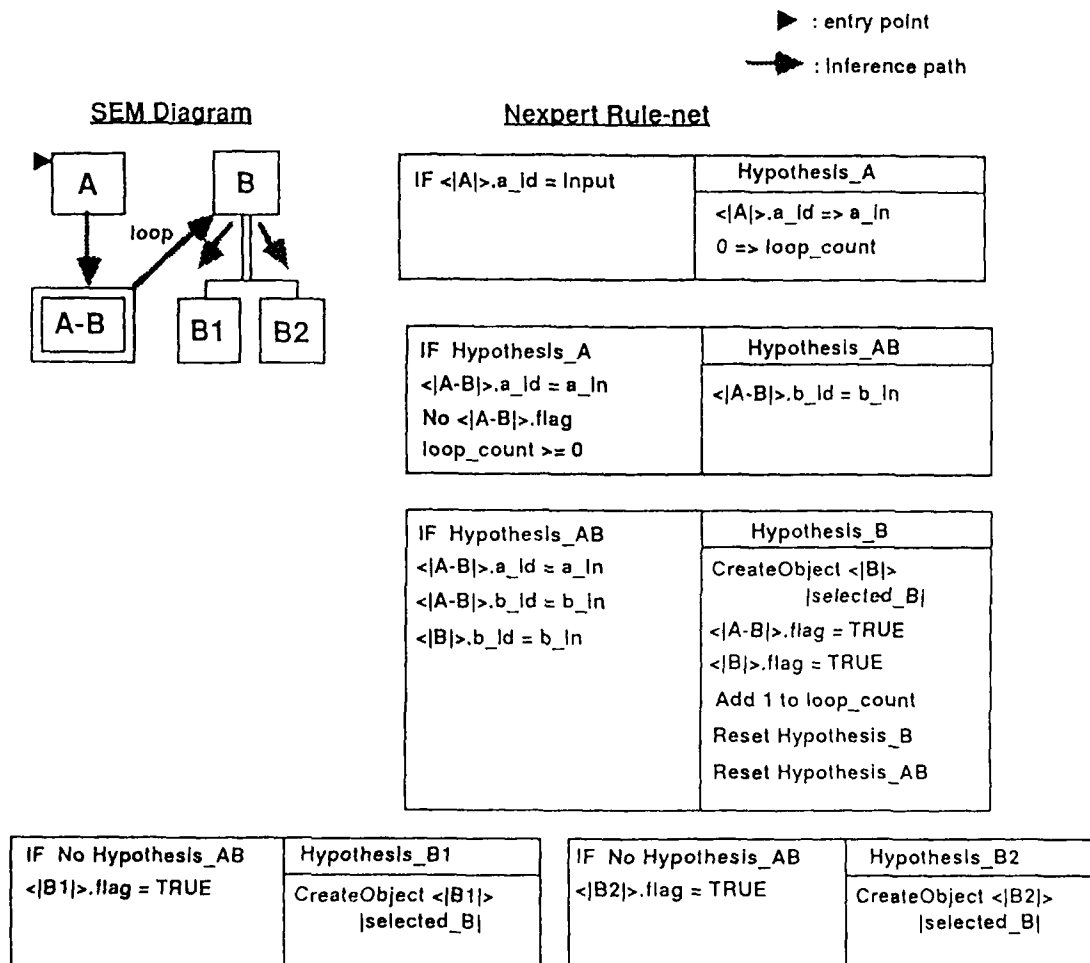 : entry point
: Inference path
SEM Diagram
Nexpert Rule-net
A
B
loop
A-B
B1
B2
IF <|A|>.a_id = Input
Hypothesis_A
<|A|>.a_id => a_in
0 => loop_count
IF Hypothesis_A
<|A-B|>.a_id = a_in
No <|A-B|>.flag
loop_count >= 0
Hypothesis_AB
<|A-B|>.b_id = b_in
IF Hypothesis_AB
<|A-B|>.a_id = a_in
<|A-B|>.b_id = b_in
<|B|>.b_id = b_in
Hypothesis_B
CreateObject <|B|>
|selected_B|
<|A-B|>.flag = TRUE
<|B|>.flag = TRUE
Add 1 to loop_count
Reset Hypothesis_B
Reset Hypothesis_AB
IF No Hypothesis_AB
<|B1|>.flag = TRUE
Hypothesis_B1
CreateObject <|B1|>
|selected_B|
IF No Hypothesis_AB
<|B2|>.flag = TRUE
Hypothesis_B2
CreateObject <|B2|>
|selected_B|